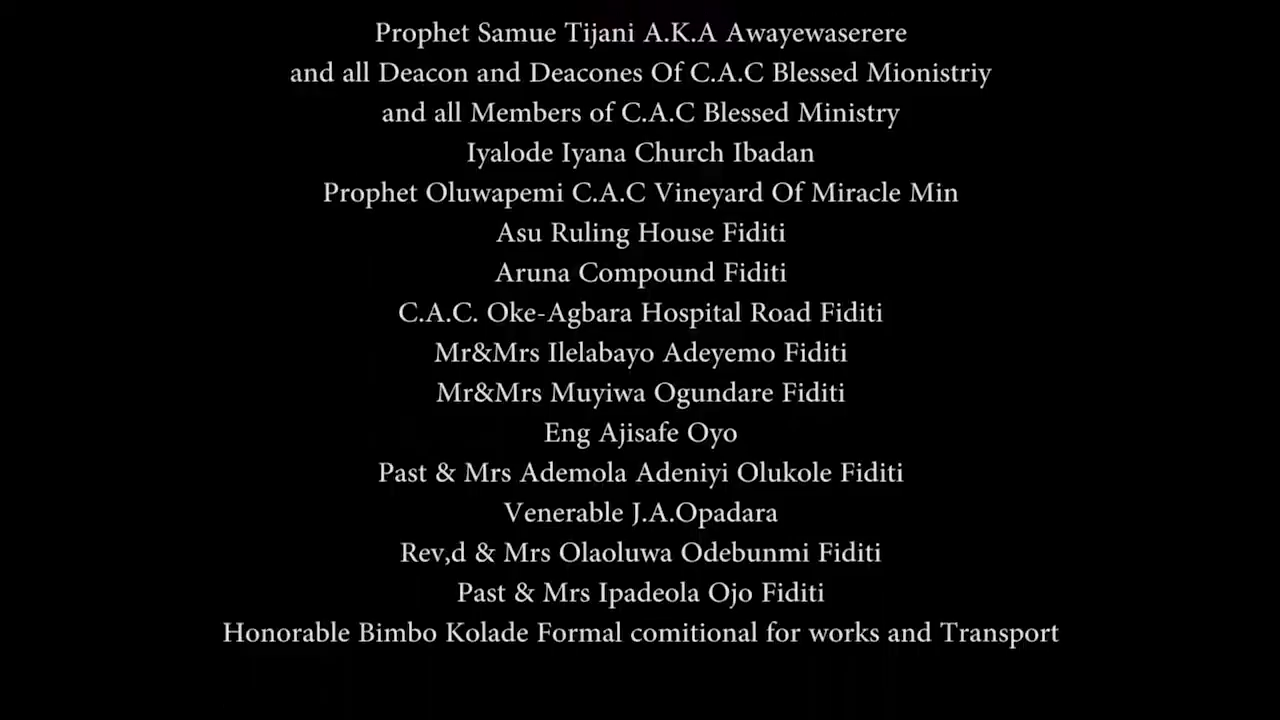 Prophet Samue Tijani A.K.A Awayewaserere
and all Deacon and Deacones Of C.A.C Blessed Mionistriy
and all Members of C.A.C Blessed Ministry
Iyalode Iyana Church Ibadan
Prophet Oluwapemi C.A.C Vineyard Of Miracle Min
Asu Ruling House Fiditi
Aruna Compound Fiditi
C.A.C. Oke-Agbara Hospital Road Fiditi
Mr&Mrs Ilelabayo Adeyemo Fiditi
Mr&Mrs Muyiwa Ogundare Fiditi
Eng Ajisafe Oyo
Past & Mrs Ademola Adeniyi Olukole Fiditi
Venerable J.A.Opadara
Rev,d & Mrs Olaoluwa Odebunmi Fiditi
Past & Mrs Ipadeola Ojo Fiditi
Honorable Bimbo Kolade Formal comitional for works and Transport